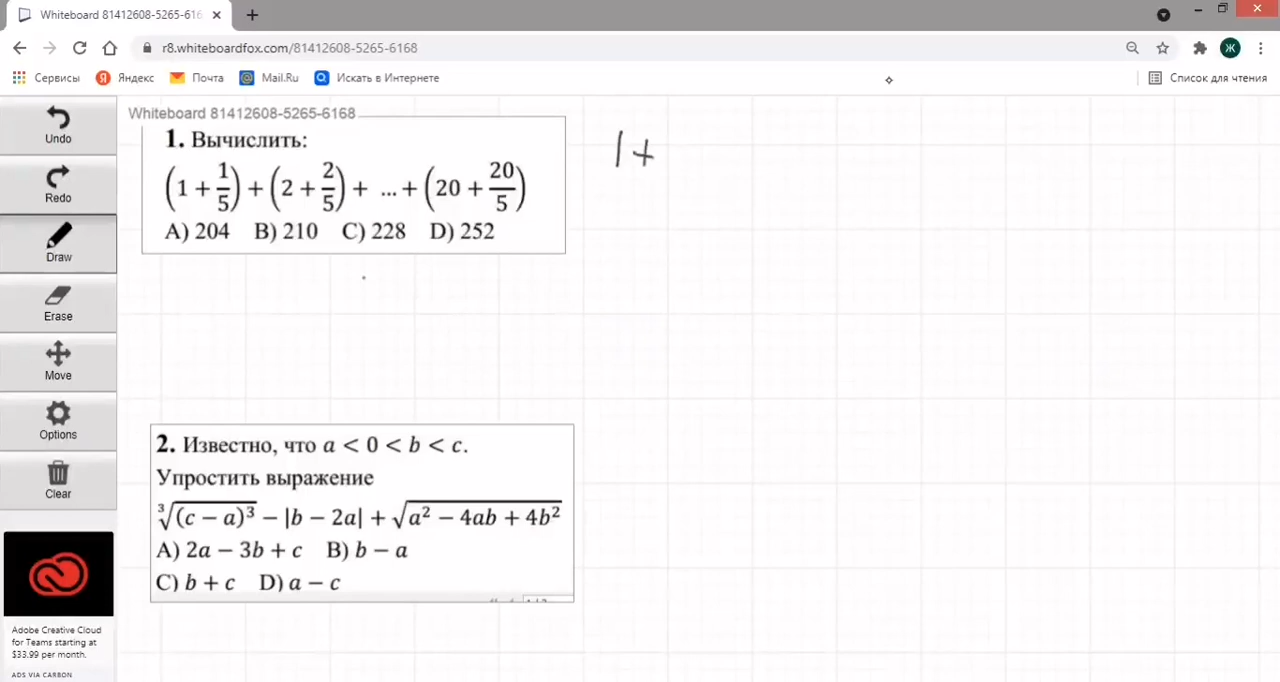 Whiteboard 81412608-5265-616
r8.whiteboardfox.com/81412608-5265-6168
Ж
Сервисы Яндекс Почта Mail.Ru Искать в Интернете Список для чтения
Undo
Redo
Draw
Erase
Move
Options
Clear
Adobe Creative Cloud
for Teams starting at
$33.99 per month.
ADS VIA CARBON
Whiteboard 81412608-5265-6168
1. Вычислить:
(1 + 1/5) + (2 + 2/5) + ... + (20 + 20/5)
A) 204 B) 210 C) 228 D) 252
1+
2. Известно, что a < 0 < b < c.
Упростить выражение
∛(c − a)³ − |b − 2a| + √(a² − 4ab + 4b²)
A) 2a − 3b + c B) b − a
C) b + c D) a − c